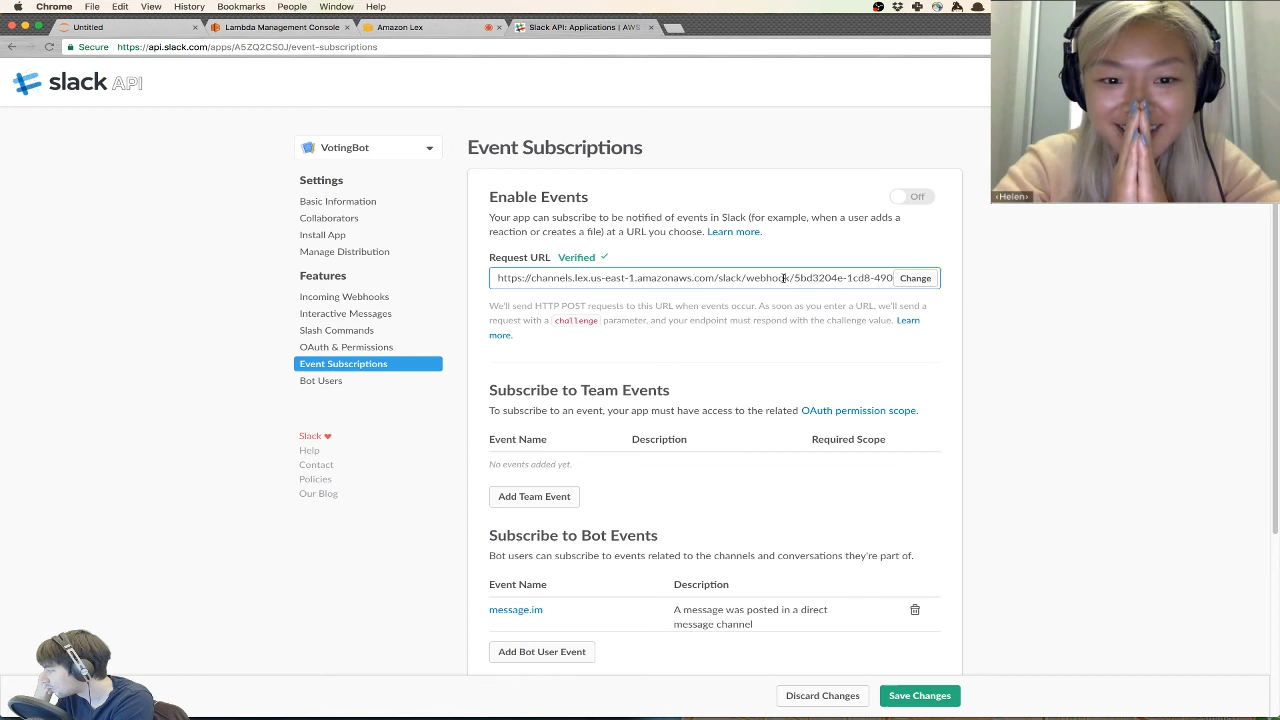 Chrome File Edit View History Bookmarks People Window Help
Untitled
Lambda Management Console
Amazon Lex
Slack API: Applications | AWS
Secure https://api.slack.com/apps/A5ZQ2CS0J/event-subscriptions
slack API
VotingBot
Settings
Basic Information
Collaborators
Install App
Manage Distribution
Features
Incoming Webhooks
Interactive Messages
Slash Commands
OAuth & Permissions
Event Subscriptions
Bot Users
Slack
Help
Contact
Policies
Our Blog
Event Subscriptions
Enable Events
Off
Your app can subscribe to be notified of events in Slack (for example, when a user adds a
reaction or creates a file) at a URL you choose. Learn more.
Request URL Verified
https://channels.lex.us-east-1.amazonaws.com/slack/webhook/5bd3204e-1cd8-490
Change
We'll send HTTP POST requests to this URL when events occur. As soon as you enter a URL, we'll send a
request with a challenge parameter, and your endpoint must respond with the challenge value. Learn
more.
Subscribe to Team Events
To subscribe to an event, your app must have access to the related OAuth permission scope.
Event Name Description Required Scope
No events added yet.
Add Team Event
Subscribe to Bot Events
Bot users can subscribe to events related to the channels and conversations they're part of.
Event Name Description
message.im A message was posted in a direct
message channel
Add Bot User Event
Discard Changes
Save Changes
‹Helen›